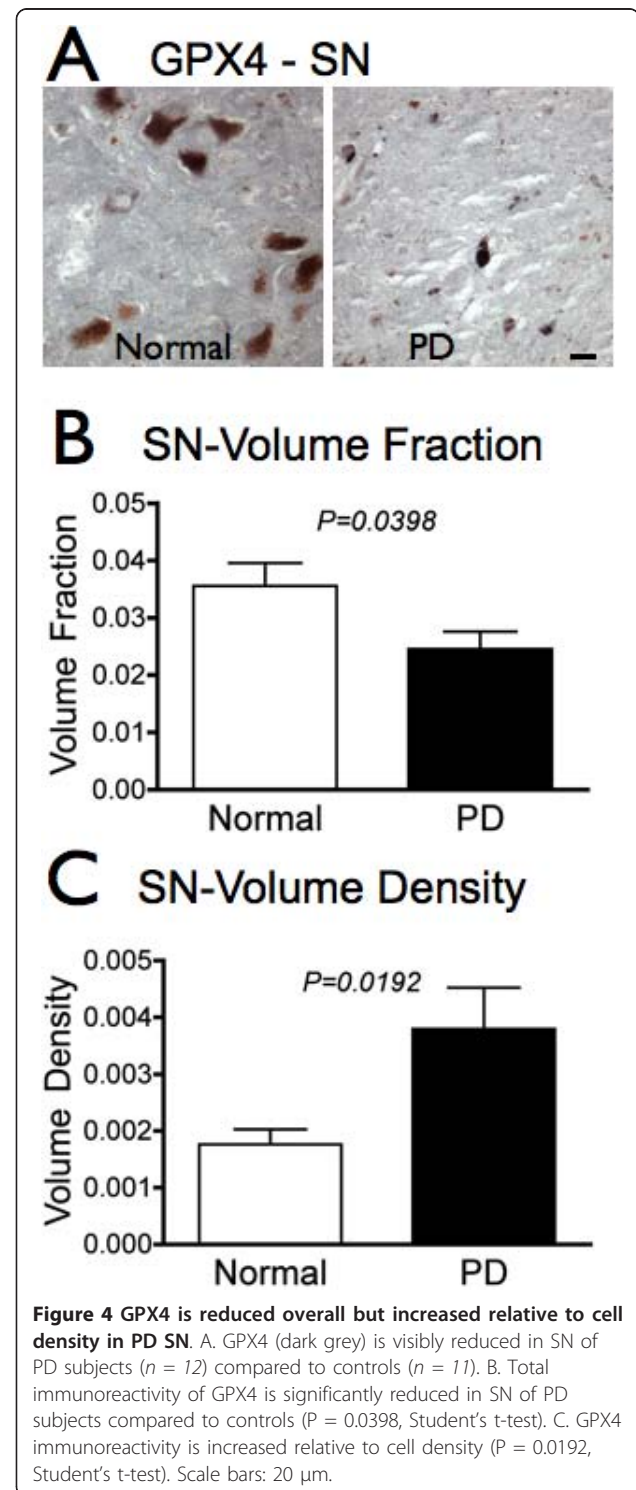 A GPX4 - SN
Normal PD
B SN-Volume Fraction
0.05
P=0.0398
0.04
0.03
0.02
0.01
0.00
Volume Fraction
Normal PD
C SN-Volume Density
0.005
P=0.0192
0.004
0.003
0.002
0.001
0.000
Volume Density
Normal PD
Figure 4 GPX4 is reduced overall but increased relative to cell
density in PD SN. A. GPX4 (dark grey) is visibly reduced in SN of
PD subjects (n = 12) compared to controls (n = 11). B. Total
immunoreactivity of GPX4 is significantly reduced in SN of PD
subjects compared to controls (P = 0.0398, Student's t-test). C. GPX4
immunoreactivity is increased relative to cell density (P = 0.0192,
Student's t-test). Scale bars: 20 μm.